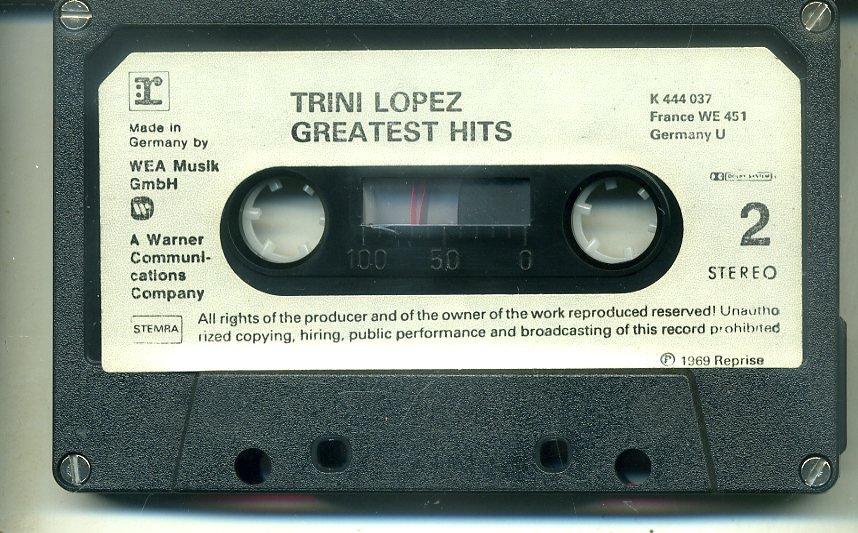 r
Made in
Germany by
WEA Musik
GmbH
A Warner
Communi-
cations
Company
STEMRA
TRINI LOPEZ
GREATEST HITS
K 444 037
France WE 451
Germany U
DOLBY SYSTEM
2
STEREO
100 50 0
All rights of the producer and of the owner of the work reproduced reserved! Unautho
rized copying, hiring, public performance and broadcasting of this record prohibited
℗ 1969 Reprise